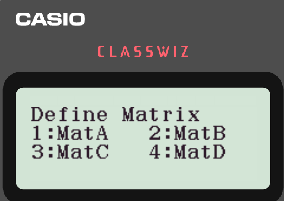 CASIO
CLASSWIZ
Define Matrix
1:MatA 2:MatB
3:MatC 4:MatD